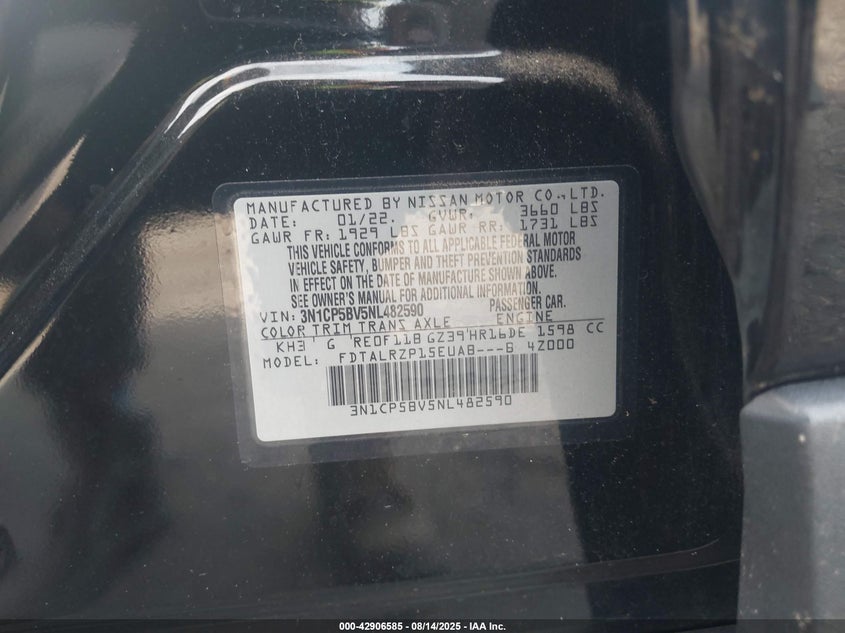 MANUFACTURED BY NISSAN MOTOR CO.,LTD.
DATE: 01/22. GVWR: 3660 LBS
GAWR FR: 1929 LBS GAWR RR: 1731 LBS
THIS VEHICLE CONFORMS TO ALL APPLICABLE FEDERAL MOTOR
VEHICLE SAFETY, BUMPER AND THEFT PREVENTION STANDARDS
IN EFFECT ON THE DATE OF MANUFACTURE SHOWN ABOVE.
SEE OWNER'S MANUAL FOR ADDITIONAL INFORMATION.
VIN: 3N1CP5BV5NL482590 PASSENGER CAR.
COLOR TRIM TRANS AXLE ENGINE
KH3 G RE0F11B GZ39 HR16DE 1598 CC
MODEL: FDTALRZP15EUAB---B 4Z000
3N1CP5BV5NL482590
000-42906585 - 08/14/2025 - IAA Inc.